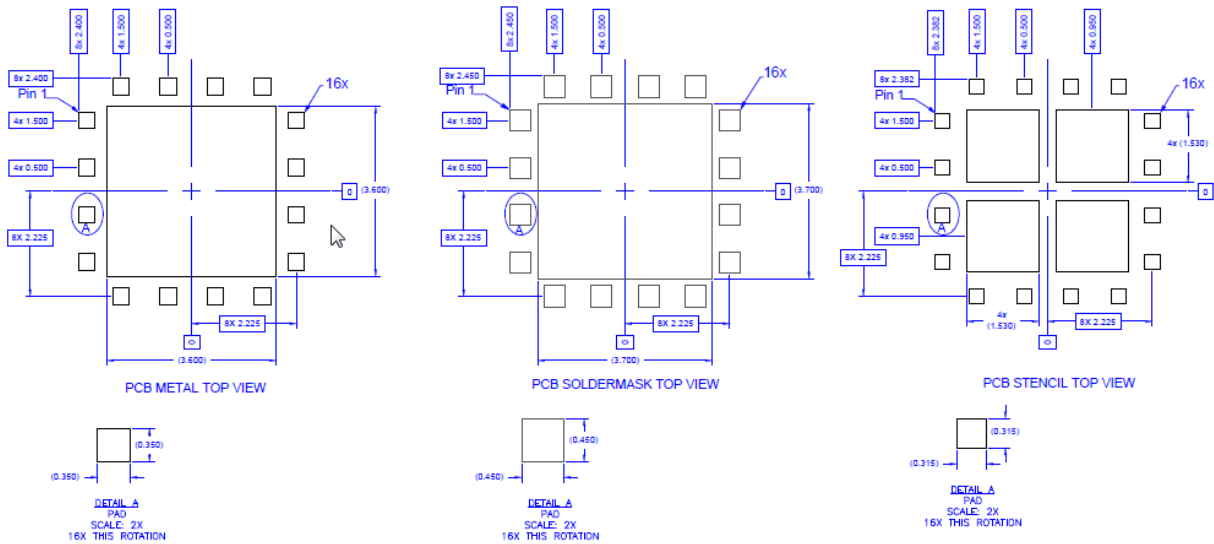 8x 2.400
4x 1.500
4x 0.500
8x 2.400
Pin 1
16x
4x 1.500
4x 0.500
0
(3.600)
A
8X 2.225
8X 2.225
0
(3.600)
PCB METAL TOP VIEW
(0.350)
(0.350)
DETAIL A
PAD
SCALE: 2X
16X THIS ROTATION
8x 2.450
4x 1.500
4x 0.500
8x 2.450
Pin 1
16x
4x 1.500
4x 0.500
0
(3.700)
A
8X 2.225
8X 2.225
0
(3.700)
PCB SOLDERMASK TOP VIEW
(0.450)
(0.450)
DETAIL A
PAD
SCALE: 2X
16X THIS ROTATION
8x 2.382
4x 1.500
4x 0.500
4x 0.950
8x 2.382
Pin 1
16x
4x 1.500
4x (1.530)
4x 0.500
0
A
4x 0.950
8X 2.225
4x
(1.530)
8X 2.225
0
PCB STENCIL TOP VIEW
(0.315)
(0.315)
DETAIL A
PAD
SCALE: 2X
16X THIS ROTATION